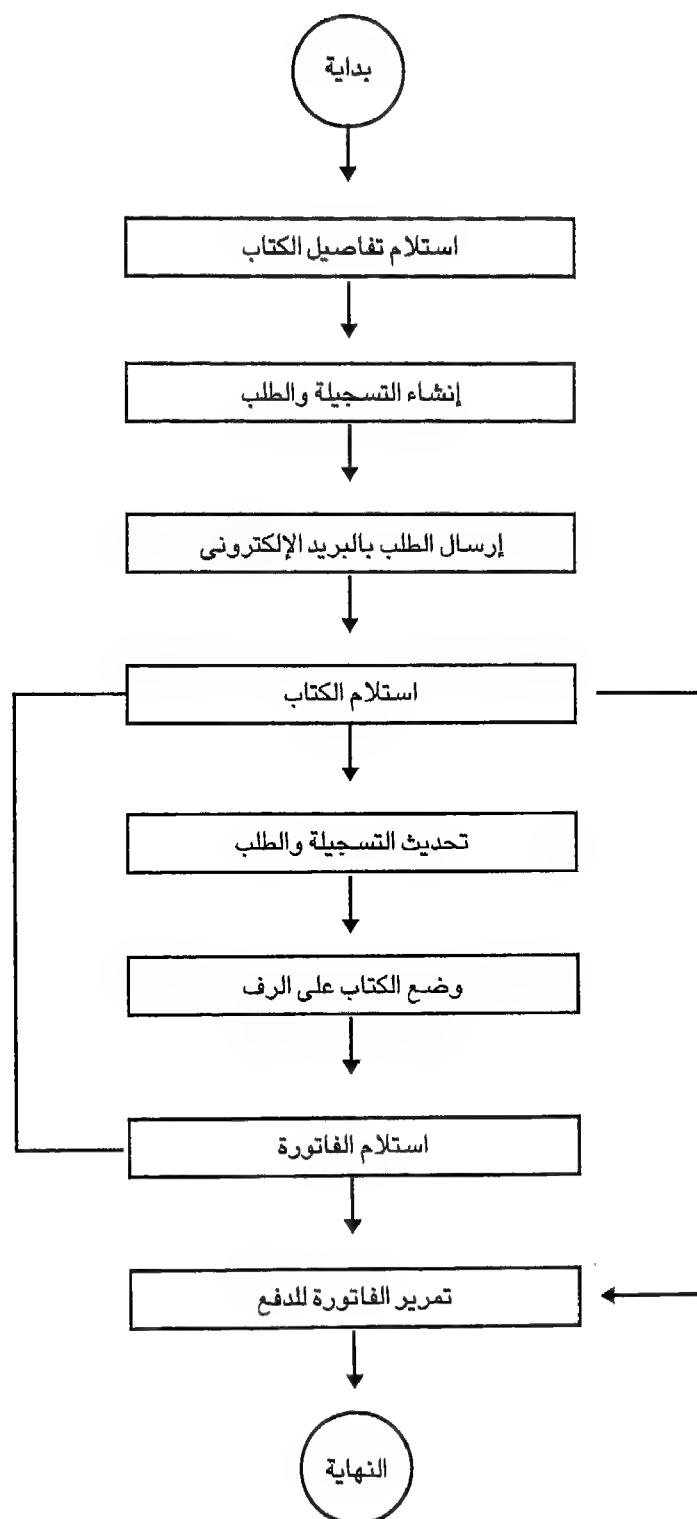 بداية
استلام تفاصيل الكتاب
إنشاء التسجيلة والطلب
إرسال الطلب بالبريد الإلكترونى
استلام الكتاب
تحديث التسجيلة والطلب
وضع الكتاب على الرف
استلام الفاتورة
تمرير الفاتورة للدفع
النهاية